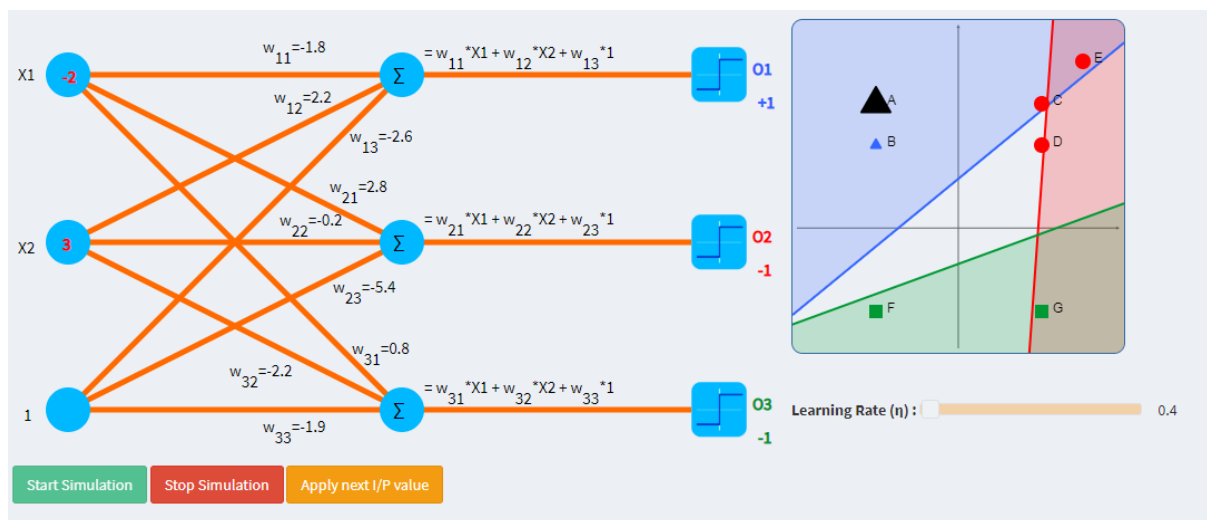 w11=-1.8
= w11*X1 + w12*X2 + w13*1
X1
-2
Σ
O1
+1
w12=2.2
w13=-2.6
w21=2.8
w22=-0.2
= w21*X1 + w22*X2 + w23*1
X2
3
Σ
O2
-1
w23=-5.4
w31=0.8
w32=-2.2
= w31*X1 + w32*X2 + w33*1
1
Σ
O3
-1
w33=-1.9
E
A
C
B
D
F
G
Learning Rate (η) :
0.4
Start Simulation
Stop Simulation
Apply next I/P value